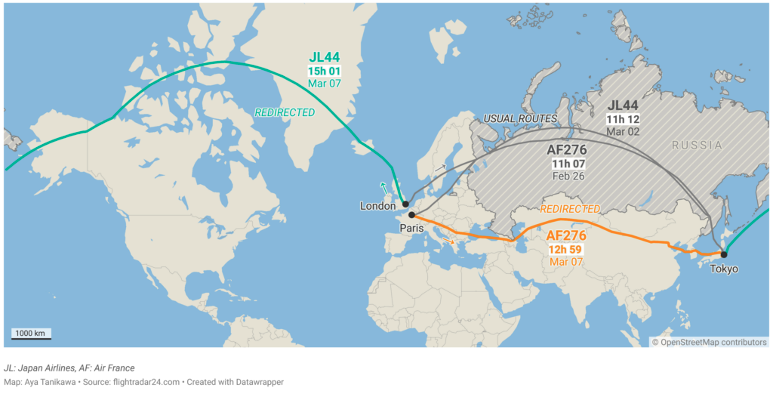 JL44
15h 01
Mar 07
REDIRECTED
USUAL ROUTES
JL44
11h 12
Mar 02
AF276
11h 07
Feb 26
RUSSIA
London
Paris
REDIRECTED
AF276
12h 59
Mar 07
Tokyo
1000 km
© OpenStreetMap contributors
JL: Japan Airlines, AF: Air France
Map: Aya Tanikawa • Source: flightradar24.com • Created with Datawrapper